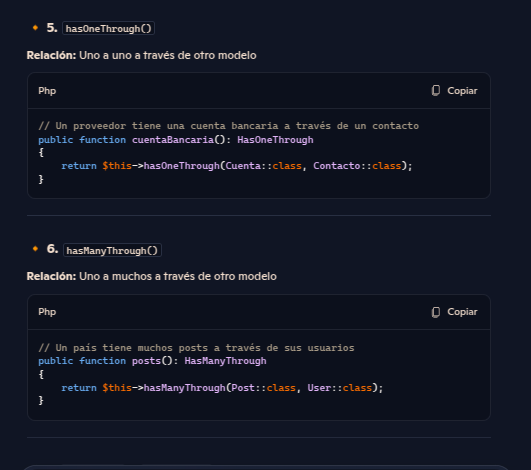 5. hasOneThrough()
Relación: Uno a uno a través de otro modelo
Php
Copiar
// Un proveedor tiene una cuenta bancaria a través de un contacto
public function cuentaBancaria(): HasOneThrough
{
    return $this->hasOneThrough(Cuenta::class, Contacto::class);
}
6. hasManyThrough()
Relación: Uno a muchos a través de otro modelo
Php
Copiar
// Un país tiene muchos posts a través de sus usuarios
public function posts(): HasManyThrough
{
    return $this->hasManyThrough(Post::class, User::class);
}